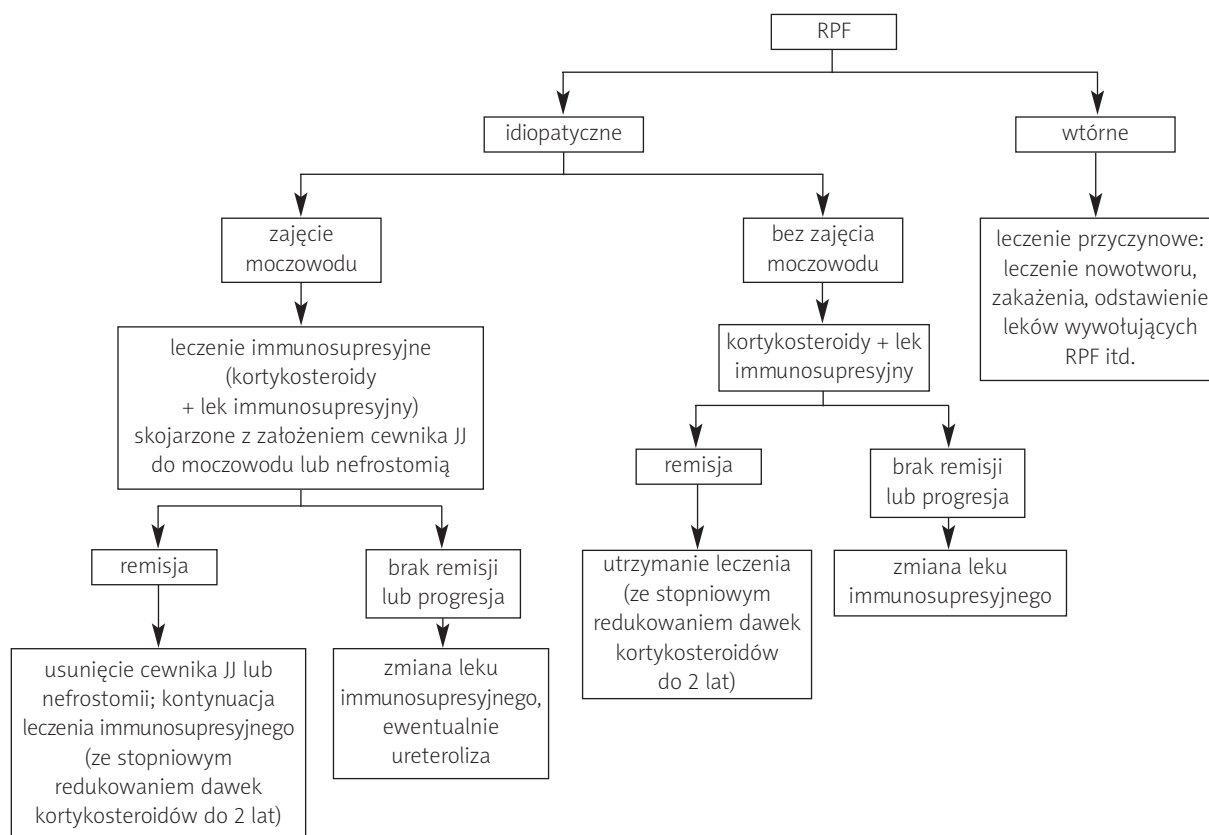 RPF
idiopatyczne
wtórne
zajęcie
moczowodu
bez zajęcia
moczowodu
leczenie przyczynowe:
leczenie nowotworu,
zakażenia, odstawienie
leków wywołujących
RPF itd.
leczenie immunosupresyjne
(kortykosteroidy
+ lek immunosupresyjny)
skojarzone z założeniem cewnika JJ
do moczowodu lub nefrostomią
kortykosteroidy + lek
immunosupresyjny
remisja
brak remisji
lub progresja
remisja
brak remisji
lub progresja
usunięcie cewnika JJ lub
nefrostomii; kontynuacja
leczenia immunosupresyjnego
(ze stopniowym
redukowaniem dawek
kortykosteroidów do 2 lat)
zmiana leku
immunosupresyjnego,
ewentualnie
ureteroliza
utrzymanie leczenia
(ze stopniowym
redukowaniem dawek
kortykosteroidów
do 2 lat)
zmiana leku
immunosupresyjnego